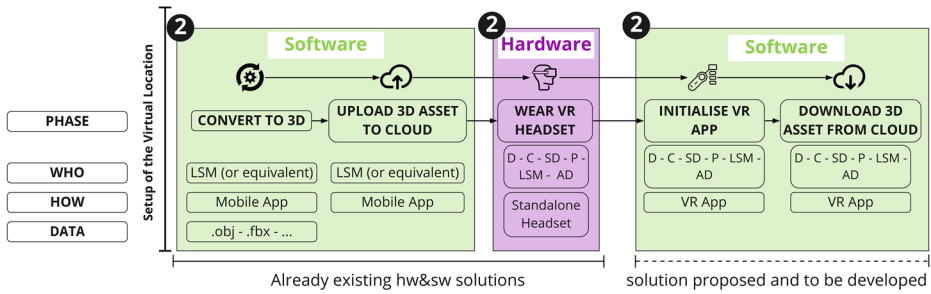 2
Software
2
Hardware
2
Software
Setup of the Virtual Location
PHASE
CONVERT TO 3D
UPLOAD 3D ASSET
TO CLOUD
WEAR VR
HEADSET
INITIALISE VR
APP
DOWNLOAD 3D
ASSET FROM CLOUD
WHO
LSM (or equivalent)
LSM (or equivalent)
D - C - SD - P -
LSM - AD
D - C - SD - P - LSM -
AD
D - C - SD - P - LSM -
AD
HOW
Mobile App
Mobile App
Standalone
Headset
VR App
VR App
DATA
.obj - .fbx - ...
Already existing hw&sw solutions
solution proposed and to be developed